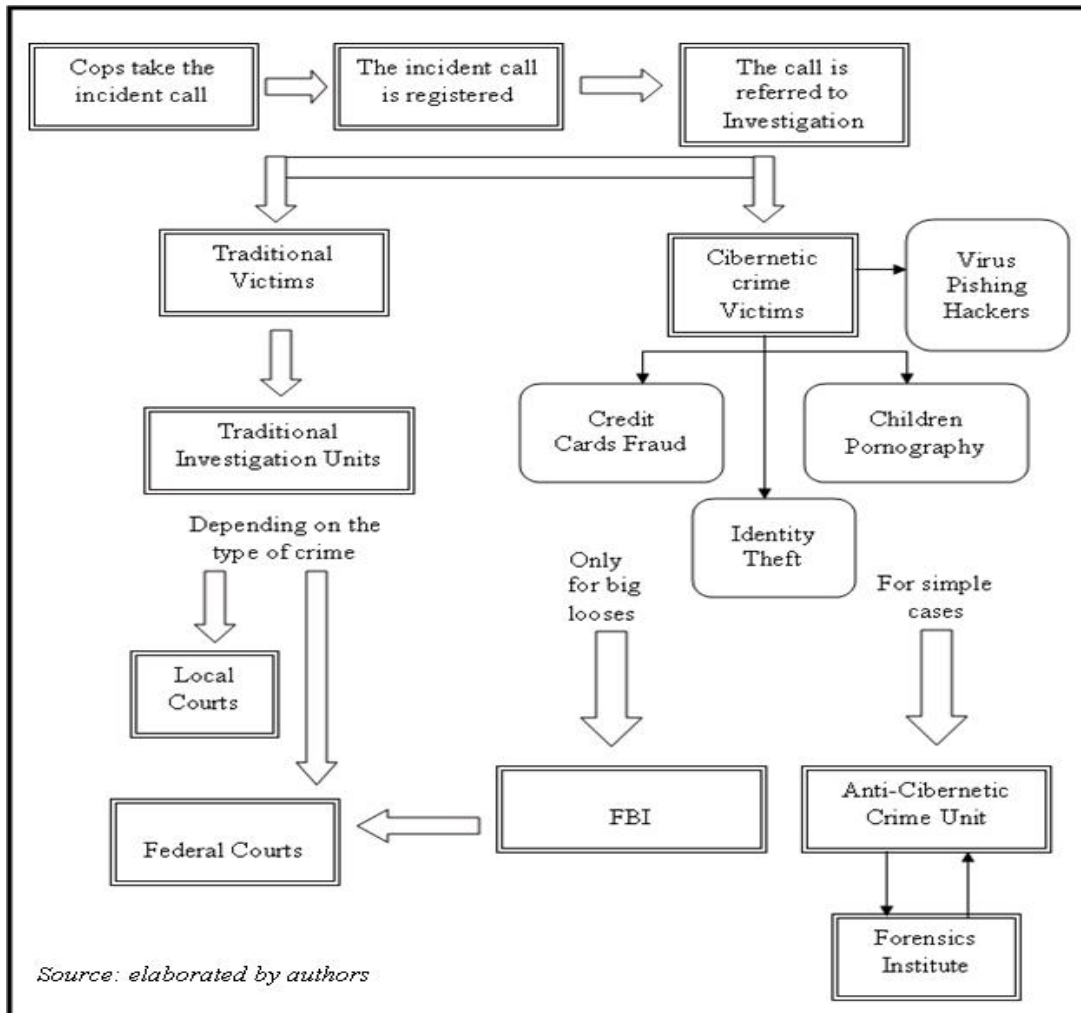 Cops take the
incident call
The incident call
is registered
The call is
referred to
Investigation
Traditional
Victims
Cibernetic
crime
Victims
Virus
Pishing
Hackers
Traditional
Investigation Units
Credit
Cards Fraud
Children
Pornography
Identity
Theft
Depending on the
type of crime
Only
for big
looses
For simple
cases
Local
Courts
Federal Courts
FBI
Anti-Cibernetic
Crime Unit
Forensics
Institute
Source: elaborated by authors